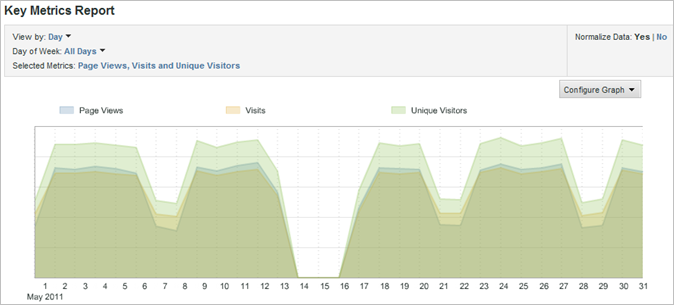 Key Metrics Report
View by: Day
Day of Week: All Days
Selected Metrics: Page Views, Visits and Unique Visitors
Normalize Data: Yes | No
Configure Graph
Page Views Visits Unique Visitors
1 2 3 4 5 6 7 8 9 10 11 12 13 14 15 16 17 18 19 20 21 22 23 24 25 26 27 28 29 30 31
May 2011